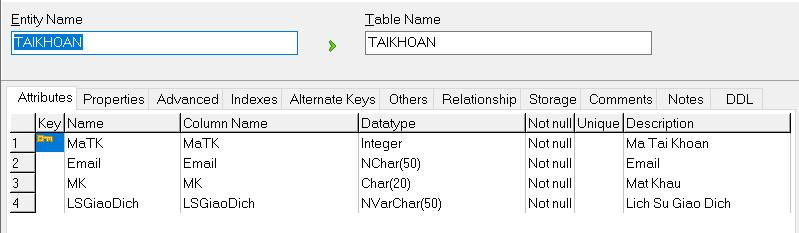 Entity Name Table Name
TAIKHOAN TAIKHOAN
Attributes Properties Advanced Indexes Alternate Keys Others Relationship Storage Comments Notes DDL
Key Name Column Name Datatype Not null Unique Description
1 MaTK MaTK Integer Not null Ma Tai Khoan
2 Email Email NChar(50) Not null Email
3 MK MK Char(20) Not null Mat Khau
4 LSGiaoDich LSGiaoDich NVarChar(50) Not null Lich Su Giao Dich